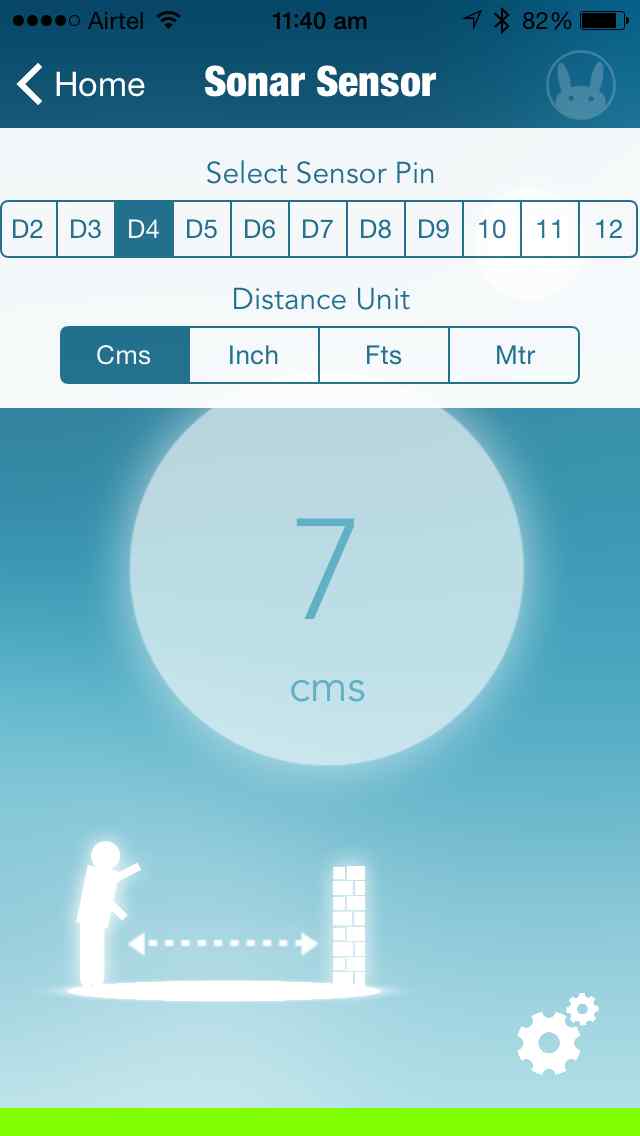 Airtel 11:40 am 82%
Home Sonar Sensor
Select Sensor Pin
D2 D3 D4 D5 D6 D7 D8 D9 10 11 12
Distance Unit
Cms Inch Fts Mtr
7
cms